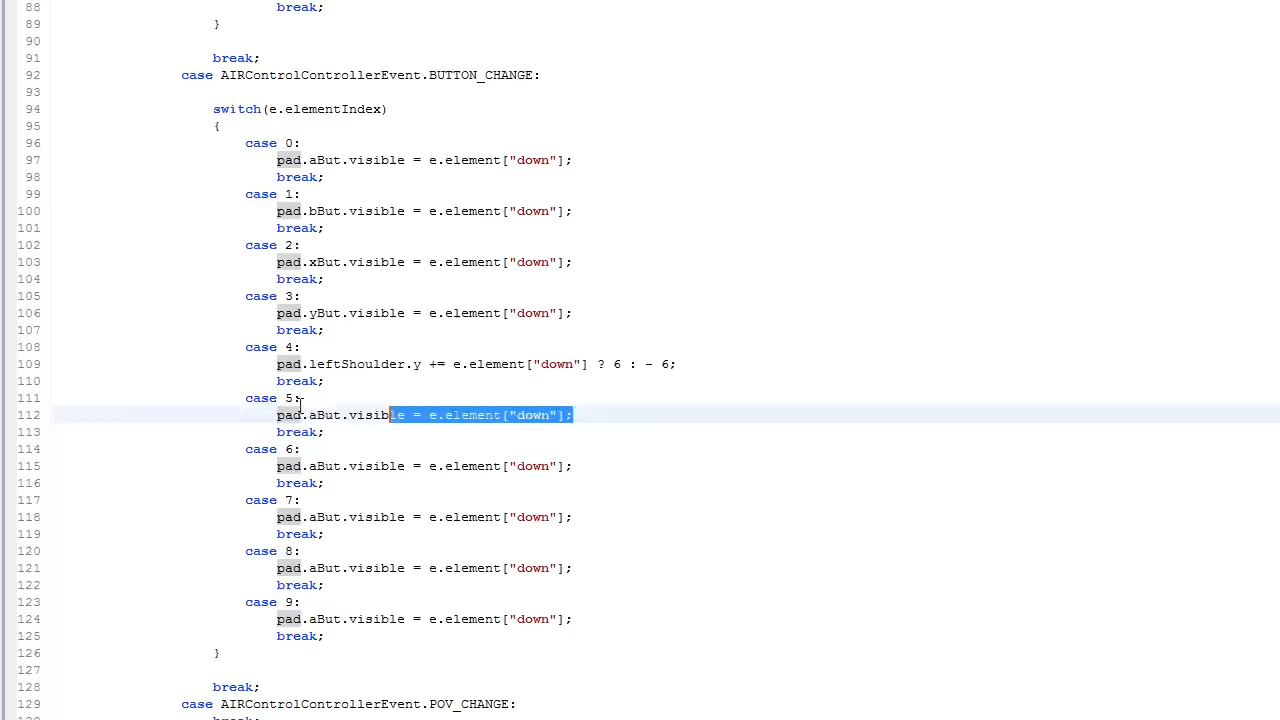 88 break;
89 }
90
91 break;
92 case AIRControlControllerEvent.BUTTON_CHANGE:
93
94 switch(e.elementIndex)
95 {
96 case 0:
97 pad.aBut.visible = e.element["down"];
98 break;
99 case 1:
100 pad.bBut.visible = e.element["down"];
101 break;
102 case 2:
103 pad.xBut.visible = e.element["down"];
104 break;
105 case 3:
106 pad.yBut.visible = e.element["down"];
107 break;
108 case 4:
109 pad.leftShoulder.y += e.element["down"] ? 6 : - 6;
110 break;
111 case 5:
112 pad.aBut.visible = e.element["down"];
113 break;
114 case 6:
115 pad.aBut.visible = e.element["down"];
116 break;
117 case 7:
118 pad.aBut.visible = e.element["down"];
119 break;
120 case 8:
121 pad.aBut.visible = e.element["down"];
122 break;
123 case 9:
124 pad.aBut.visible = e.element["down"];
125 break;
126 }
127
128 break;
129 case AIRControlControllerEvent.POV_CHANGE:
130 break;